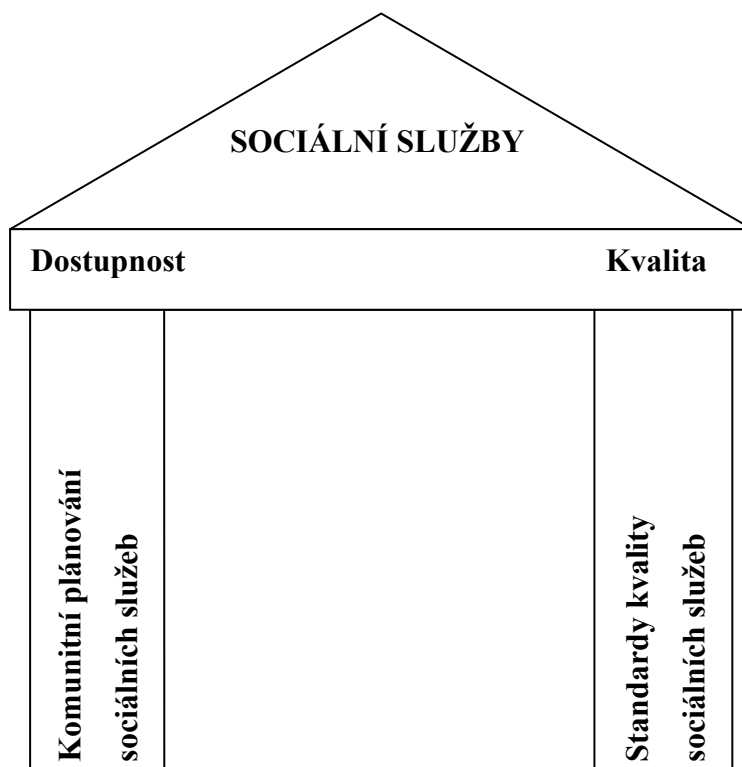 SOCIÁLNÍ SLUŽBY
Dostupnost
Kvalita
Komunitní plánování
sociálních služeb
Standardy kvality
sociálních služeb